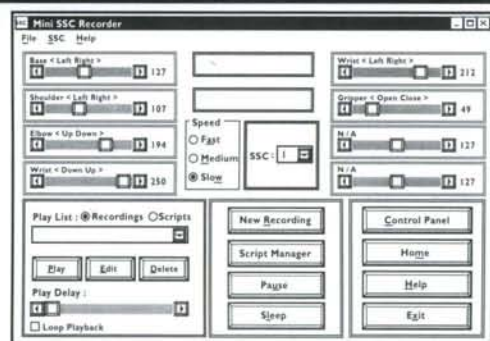 Mini SSC Recorder
File SSC Help
Base < Left Right >
127
Shoulder < Left Right >
107
Elbow < Up Down >
194
Wrist < Down Up >
250
Speed
Fast
Medium
Slow
SSC: 1
Wrist < Left Right >
212
Gripper < Open Close >
49
N/A
127
N/A
127
Play List : Recordings Scripts
Play Edit Delete
Play Delay :
Loop Playback
New Recording
Script Manager
Pause
Sleep
Control Panel
Home
Help
Exit